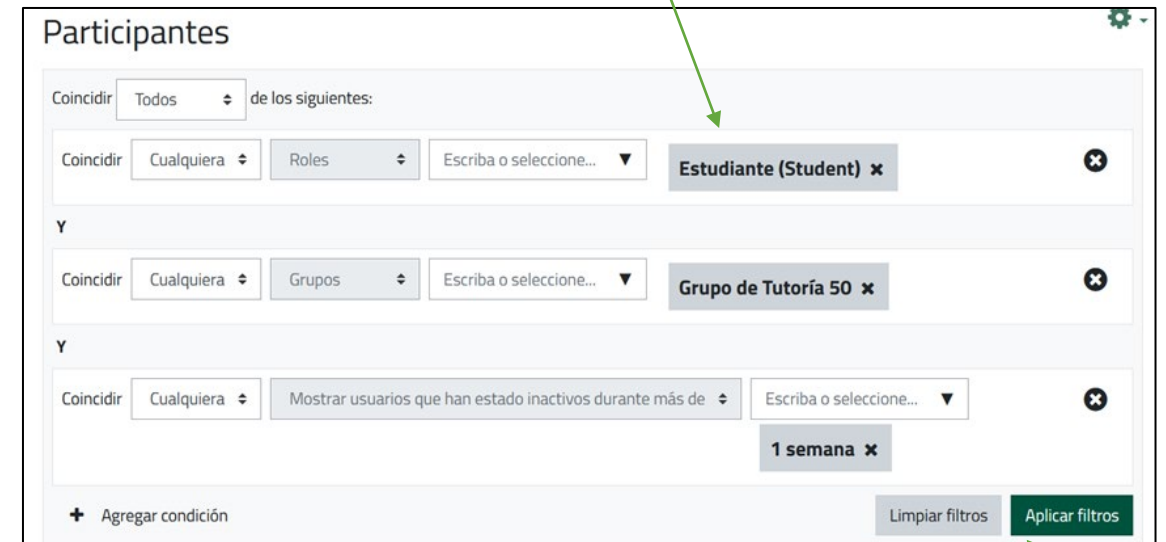 Participantes
Coincidir Todos de los siguientes:
Coincidir Cualquiera Roles Escriba o seleccione... Estudiante (Student) ×
Y
Coincidir Cualquiera Grupos Escriba o seleccione... Grupo de Tutoría 50 ×
Y
Coincidir Cualquiera Mostrar usuarios que han estado inactivos durante más de Escriba o seleccione...
1 semana ×
+ Agregar condición Limpiar filtros Aplicar filtros